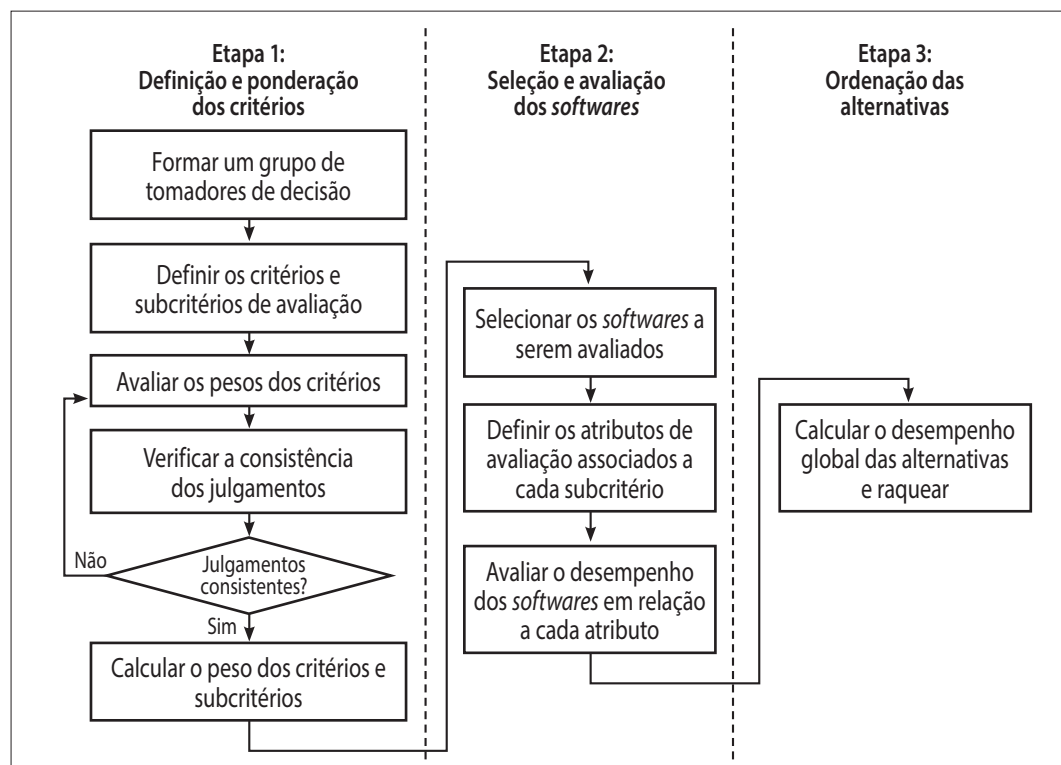 Etapa 1:
Definição e ponderação
dos critérios
Formar um grupo de
tomadores de decisão
Definir os critérios e
subcritérios de avaliação
Avaliar os pesos dos critérios
Verificar a consistência
dos julgamentos
Não
Julgamentos
consistentes?
Sim
Calcular o peso dos critérios e
subcritérios
Etapa 2:
Seleção e avaliação
dos softwares
Selecionar os softwares a
serem avaliados
Definir os atributos de
avaliação associados a
cada subcritério
Avaliar o desempenho
dos softwares em relação
a cada atributo
Etapa 3:
Ordenação das
alternativas
Calcular o desempenho
global das alternativas
e raquear